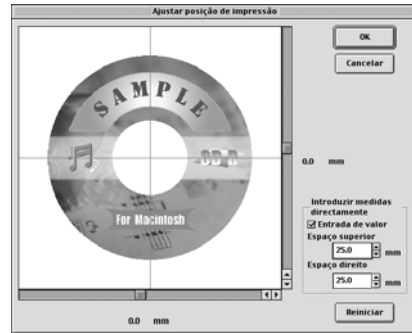 Ajustar posição de impressão
OK
Cancelar
SAMPLE
CD R
For Macintosh
0.0 mm
Introduzir medidas
directamente
Entrada de valor
Espaço superior
25.0 mm
Espaço direito
25.0 mm
0.0 mm
Reiniciar